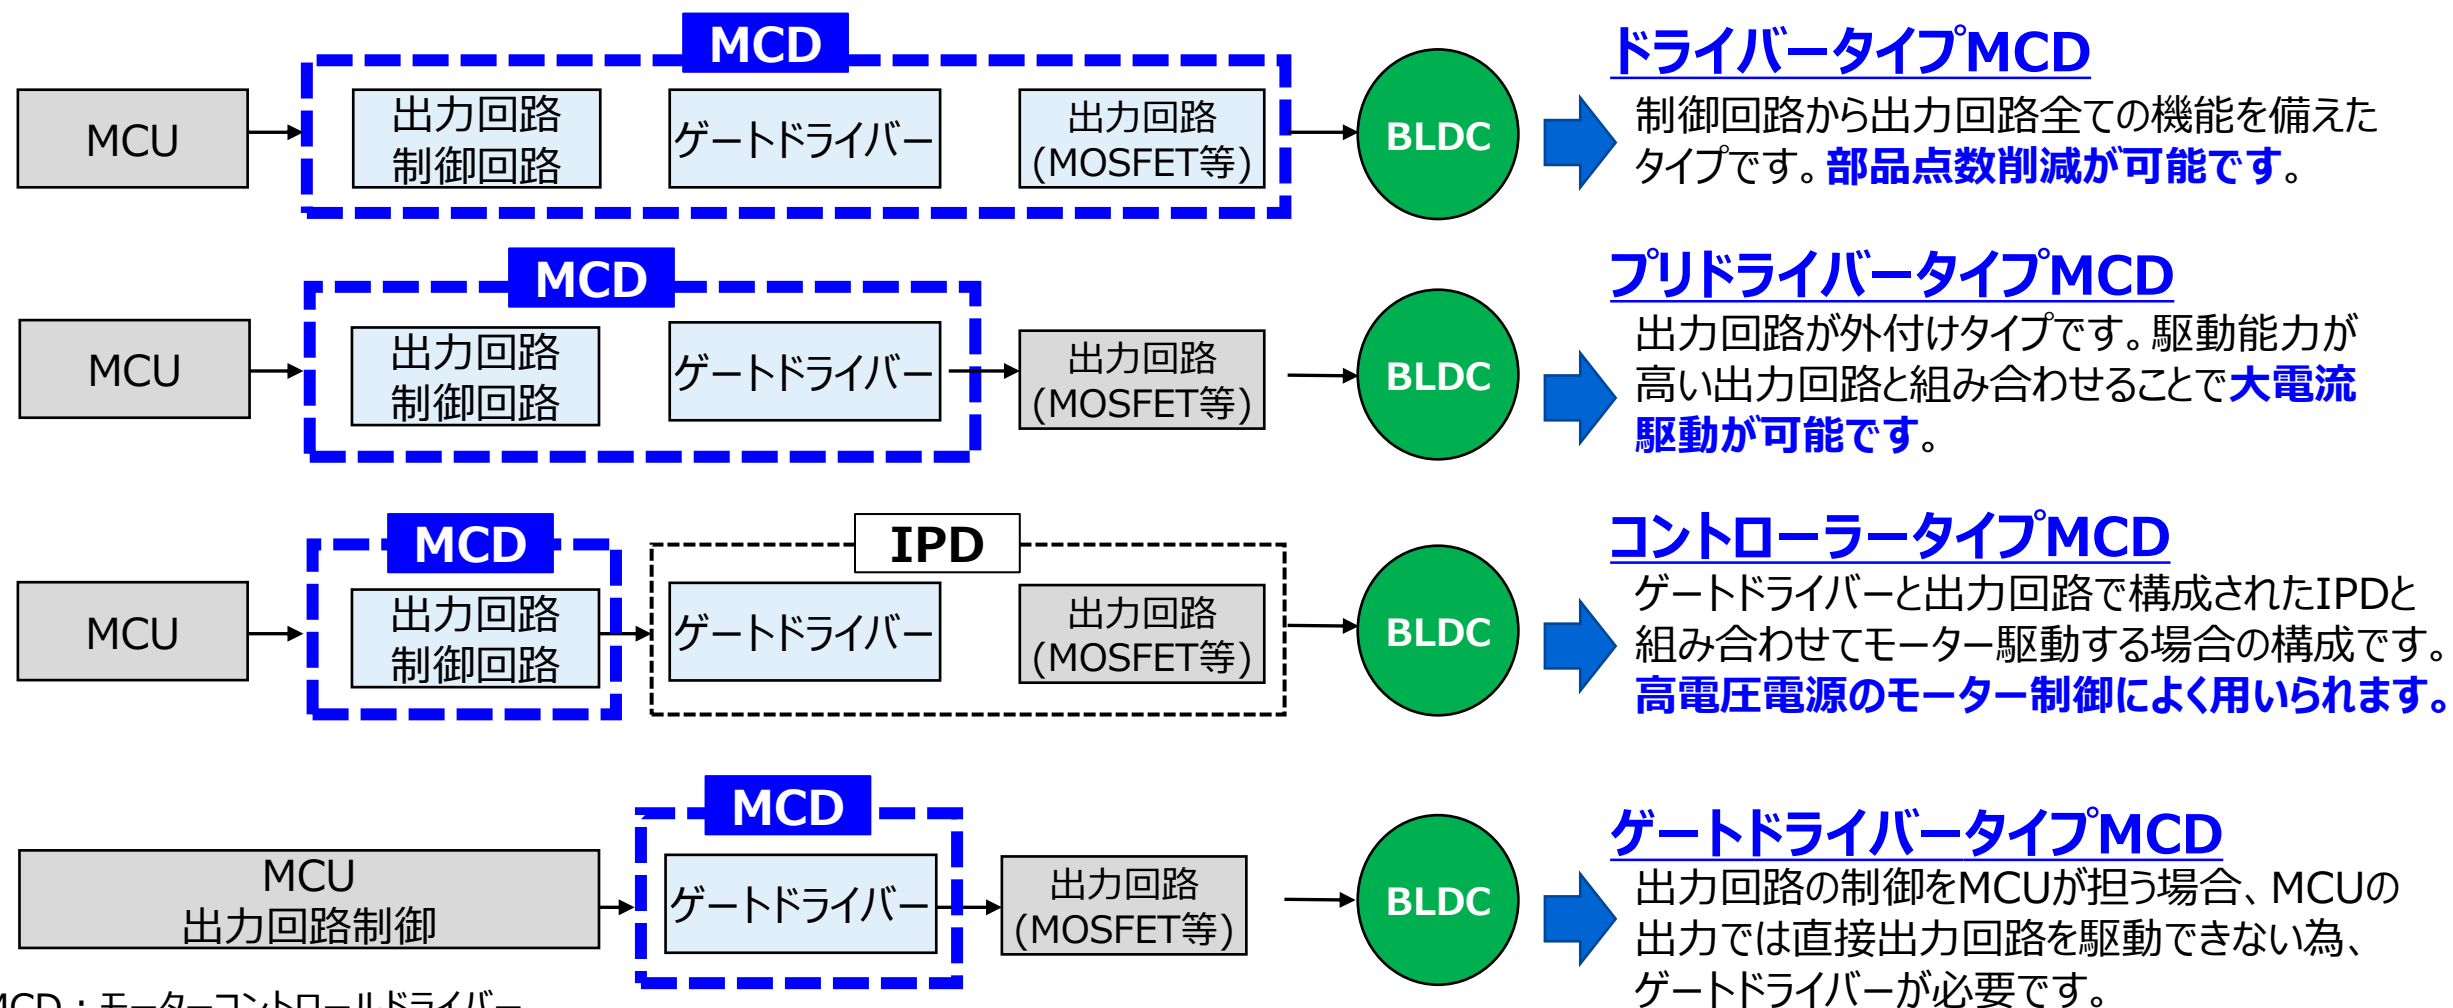 MCD
MCU
出力回路
制御回路
ゲートドライバー
出力回路
(MOSFET等)
BLDC
ドライバータイプMCD
制御回路から出力回路全ての機能を備えた
タイプです。部品点数削減が可能です。
MCD
MCU
出力回路
制御回路
ゲートドライバー
出力回路
(MOSFET等)
BLDC
プリドライバータイプMCD
出力回路が外付けタイプです。駆動能力が
高い出力回路と組み合わせることで大電流
駆動が可能です。
MCD
IPD
MCU
出力回路
制御回路
ゲートドライバー
出力回路
(MOSFET等)
BLDC
コントローラータイプMCD
ゲートドライバーと出力回路で構成されたIPDと
組み合わせてモーター駆動する場合の構成です。
高電圧電源のモーター制御によく用いられます。
MCD
MCU
出力回路制御
ゲートドライバー
出力回路
(MOSFET等)
BLDC
ゲートドライバータイプMCD
出力回路の制御をMCUが担う場合、MCUの
出力では直接出力回路を駆動できない為、
ゲートドライバーが必要です。
MCD：モーターコントロールドライバー